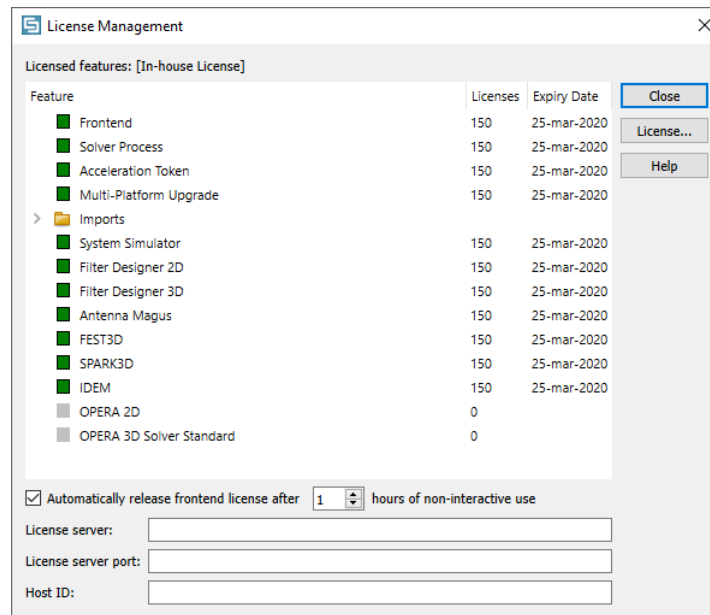 License Management
Licensed features: [In-house License]
Feature Licenses Expiry Date Close
Frontend 150 25-mar-2020
License...
Solver Process 150 25-mar-2020
Acceleration Token 150 25-mar-2020
Help
Multi-Platform Upgrade 150 25-mar-2020
Imports
System Simulator 150 25-mar-2020
Filter Designer 2D 150 25-mar-2020
Filter Designer 3D 150 25-mar-2020
Antenna Magus 150 25-mar-2020
FEST3D 150 25-mar-2020
SPARK3D 150 25-mar-2020
IDEM 150 25-mar-2020
OPERA 2D 0
OPERA 3D Solver Standard 0
Automatically release frontend license after 1 hours of non-interactive use
License server:
License server port:
Host ID: